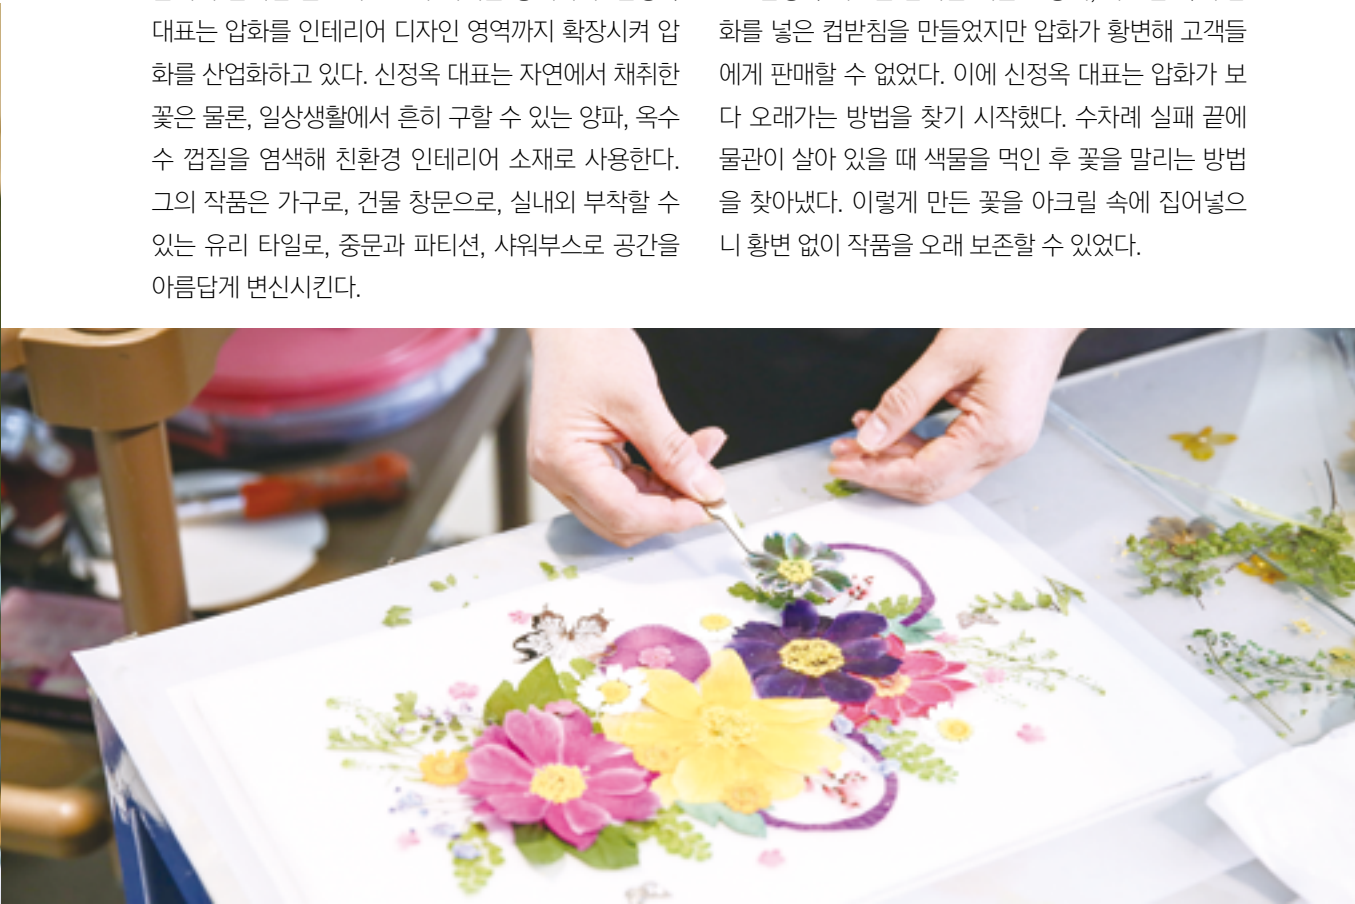 대표는 압화를 인테리어 디자인 영역까지 확장시켜 압
화를 산업화하고 있다. 신정옥 대표는 자연에서 채취한
꽃은 물론, 일상생활에서 흔히 구할 수 있는 양파, 옥수
수 껍질을 염색해 친환경 인테리어 소재로 사용한다.
그의 작품은 가구로, 건물 창문으로, 실내외 부착할 수
있는 유리 타일로, 중문과 파티션, 샤워부스로 공간을
아름답게 변신시킨다.
화를 넣은 컵받침을 만들었지만 압화가 황변해 고객들
에게 판매할 수 없었다. 이에 신정옥 대표는 압화가 보
다 오래가는 방법을 찾기 시작했다. 수차례 실패 끝에
물관이 살아 있을 때 색물을 먹인 후 꽃을 말리는 방법
을 찾아냈다. 이렇게 만든 꽃을 아크릴 속에 집어넣으
니 황변 없이 작품을 오래 보존할 수 있었다.